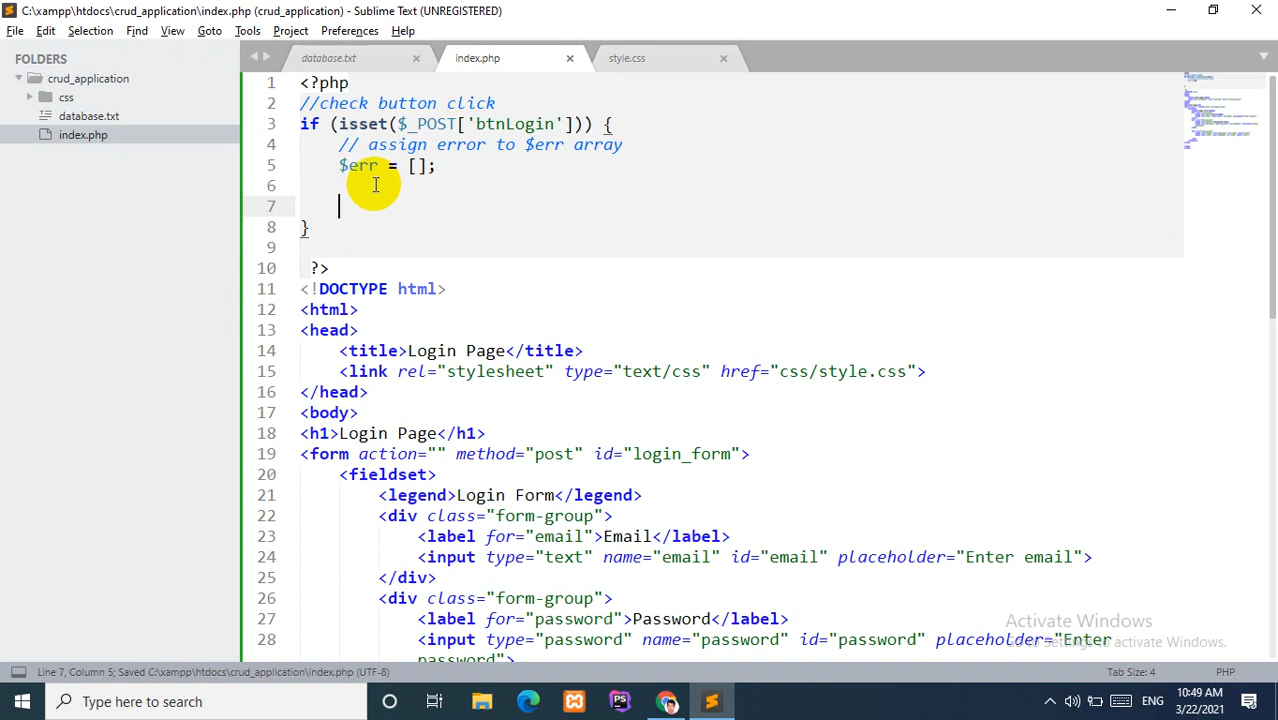 C:\xampp\htdocs\crud_application\index.php (crud_application) - Sublime Text (UNREGISTERED)
File Edit Selection Find View Goto Tools Project Preferences Help
FOLDERS
crud_application
css
database.txt
index.php
database.txt index.php style.css
1 <?php
2 //check button click
3 if (isset($_POST['btnLogin'])) {
4 // assign error to $err array
5 $err = [];
6
7
8 }
9
10 ?>
11 <!DOCTYPE html>
12 <html>
13 <head>
14 <title>Login Page</title>
15 <link rel="stylesheet" type="text/css" href="css/style.css">
16 </head>
17 <body>
18 <h1>Login Page</h1>
19 <form action="" method="post" id="login_form">
20 <fieldset>
21 <legend>Login Form</legend>
22 <div class="form-group">
23 <label for="email">Email</label>
24 <input type="text" name="email" id="email" placeholder="Enter email">
25 </div>
26 <div class="form-group">
27 <label for="password">Password</label>
28 <input type="password" name="password" id="password" placeholder="Enter
password">
Activate Windows
Go to Settings to activate Windows.
Line 7, Column 5; Saved C:\xampp\htdocs\crud_application\index.php (UTF-8)
Tab Size: 4 PHP
Type here to search
ENG
10:49 AM
3/22/2021